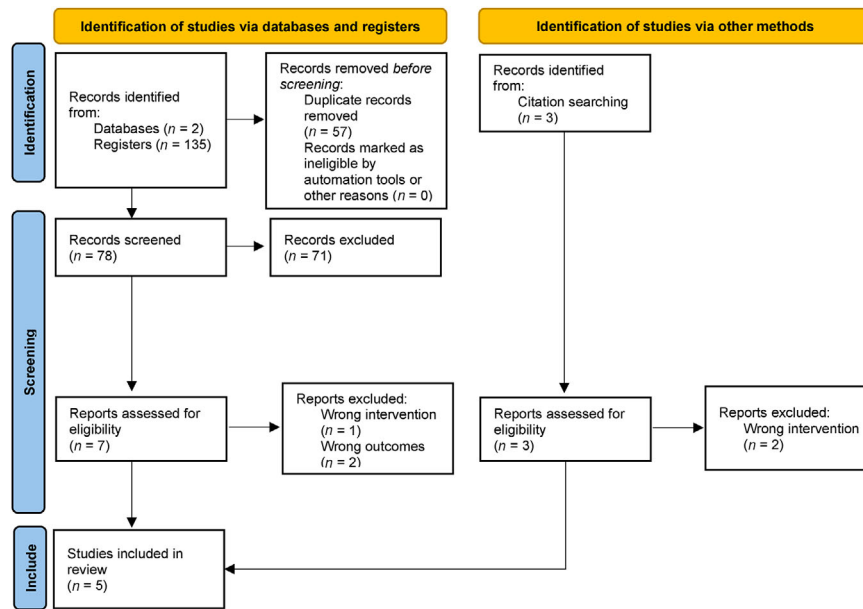 Identification of studies via databases and registers
Identification of studies via other methods
Identification
Records identified
from:
Databases (n = 2)
Registers (n = 135)
Records removed before
screening:
Duplicate records
removed
(n = 57)
Records marked as
ineligible by
automation tools or
other reasons (n = 0)
Records identified
from:
Citation searching
(n = 3)
Screening
Records screened
(n = 78)
Records excluded
(n = 71)
Reports assessed for
eligibility
(n = 7)
Reports excluded:
Wrong intervention
(n = 1)
Wrong outcomes
(n = 2)
Reports assessed for
eligibility
(n = 3)
Reports excluded:
Wrong intervention
(n = 2)
Include
Studies included in
review
(n = 5)